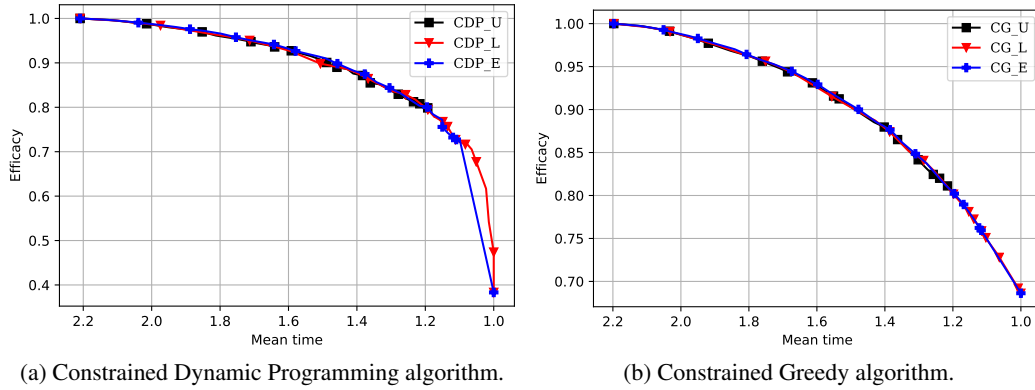 1.0
0.9
0.8
0.7
0.6
0.5
0.4
Efficacy
2.2 2.0 1.8 1.6 1.4 1.2 1.0
Mean time
CDP_U
CDP_L
CDP_E
(a) Constrained Dynamic Programming algorithm.
1.00
0.95
0.90
0.85
0.80
0.75
0.70
Efficacy
2.2 2.0 1.8 1.6 1.4 1.2 1.0
Mean time
CG_U
CG_L
CG_E
(b) Constrained Greedy algorithm.